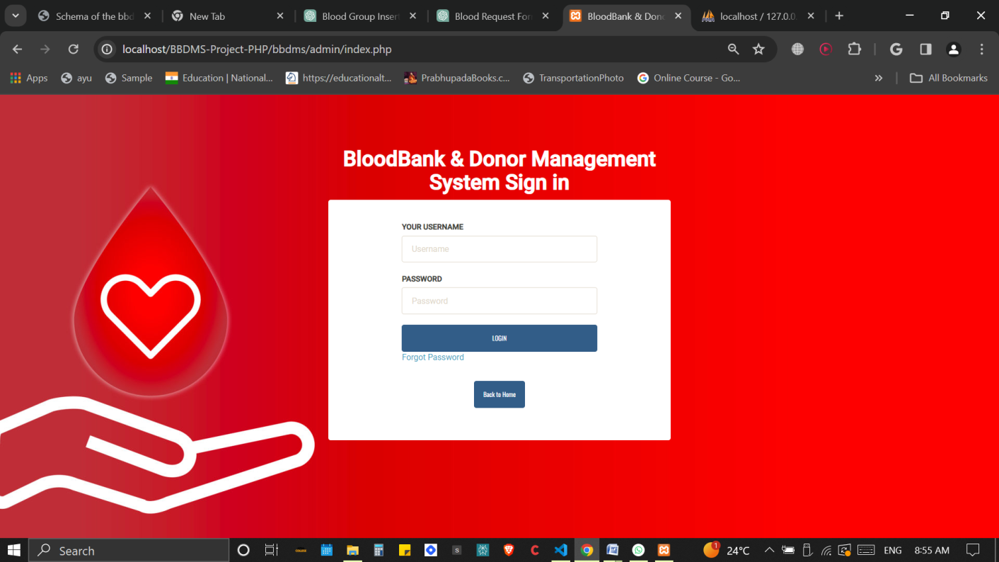 Schema of the bbd
New Tab
Blood Group Insert
Blood Request For
BloodBank & Dono
localhost / 127.0.0.
localhost/BBDMS-Project-PHP/bbdms/admin/index.php
Apps
ayu
Sample
Education | National...
https://educationalt...
PrabhupadaBooks.c...
TransportationPhoto
Online Course - Go...
»
All Bookmarks
BloodBank & Donor Management
System Sign in
YOUR USERNAME
Username
PASSWORD
Password
LOGIN
Forgot Password
Back to Home
Search
1
24°C
ENG
8:55 AM